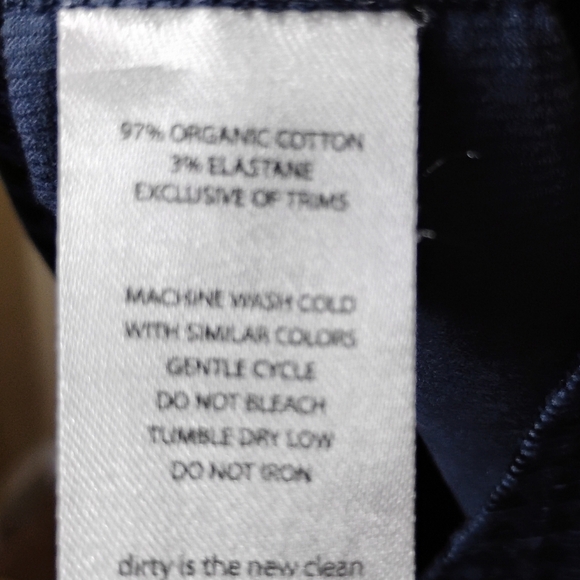 97% ORGANIC COTTON
3% ELASTANE
EXCLUSIVE OF TRIMS
MACHINE WASH COLD
WITH SIMILAR COLORS
GENTLE CYCLE
DO NOT BLEACH
TUMBLE DRY LOW
DO NOT IRON
dirty is the new clean